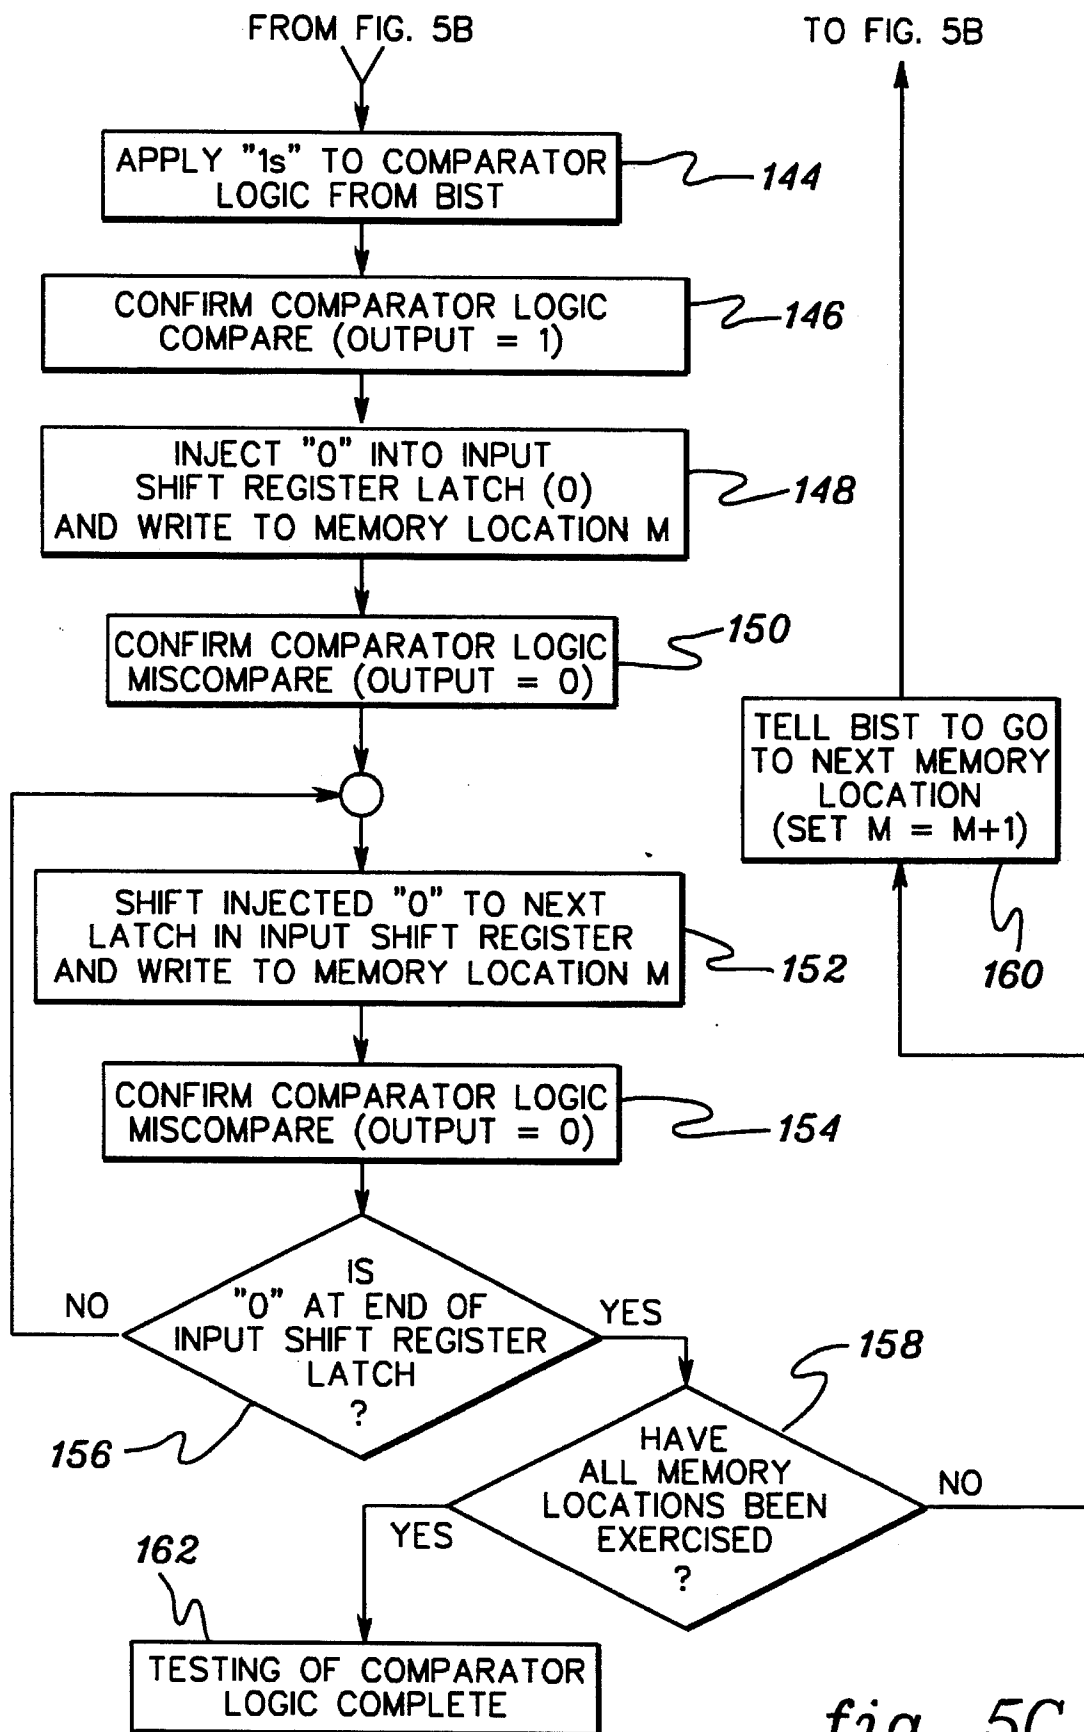 FROM FIG. 5B
TO FIG. 5B
APPLY "1s" TO COMPARATOR
LOGIC FROM BIST
144
CONFIRM COMPARATOR LOGIC
COMPARE (OUTPUT = 1)
146
INJECT "0" INTO INPUT
SHIFT REGISTER LATCH (0)
AND WRITE TO MEMORY LOCATION M
148
CONFIRM COMPARATOR LOGIC
MISCOMPARE (OUTPUT = 0)
150
TELL BIST TO GO
TO NEXT MEMORY
LOCATION
(SET M = M+1)
160
SHIFT INJECTED "0" TO NEXT
LATCH IN INPUT SHIFT REGISTER
AND WRITE TO MEMORY LOCATION M
152
CONFIRM COMPARATOR LOGIC
MISCOMPARE (OUTPUT = 0)
154
IS
"0" AT END OF
INPUT SHIFT REGISTER
LATCH
?
NO
YES
156
158
HAVE
ALL MEMORY
LOCATIONS BEEN
EXERCISED
?
NO
YES
162
TESTING OF COMPARATOR
LOGIC COMPLETE
fig. 5C